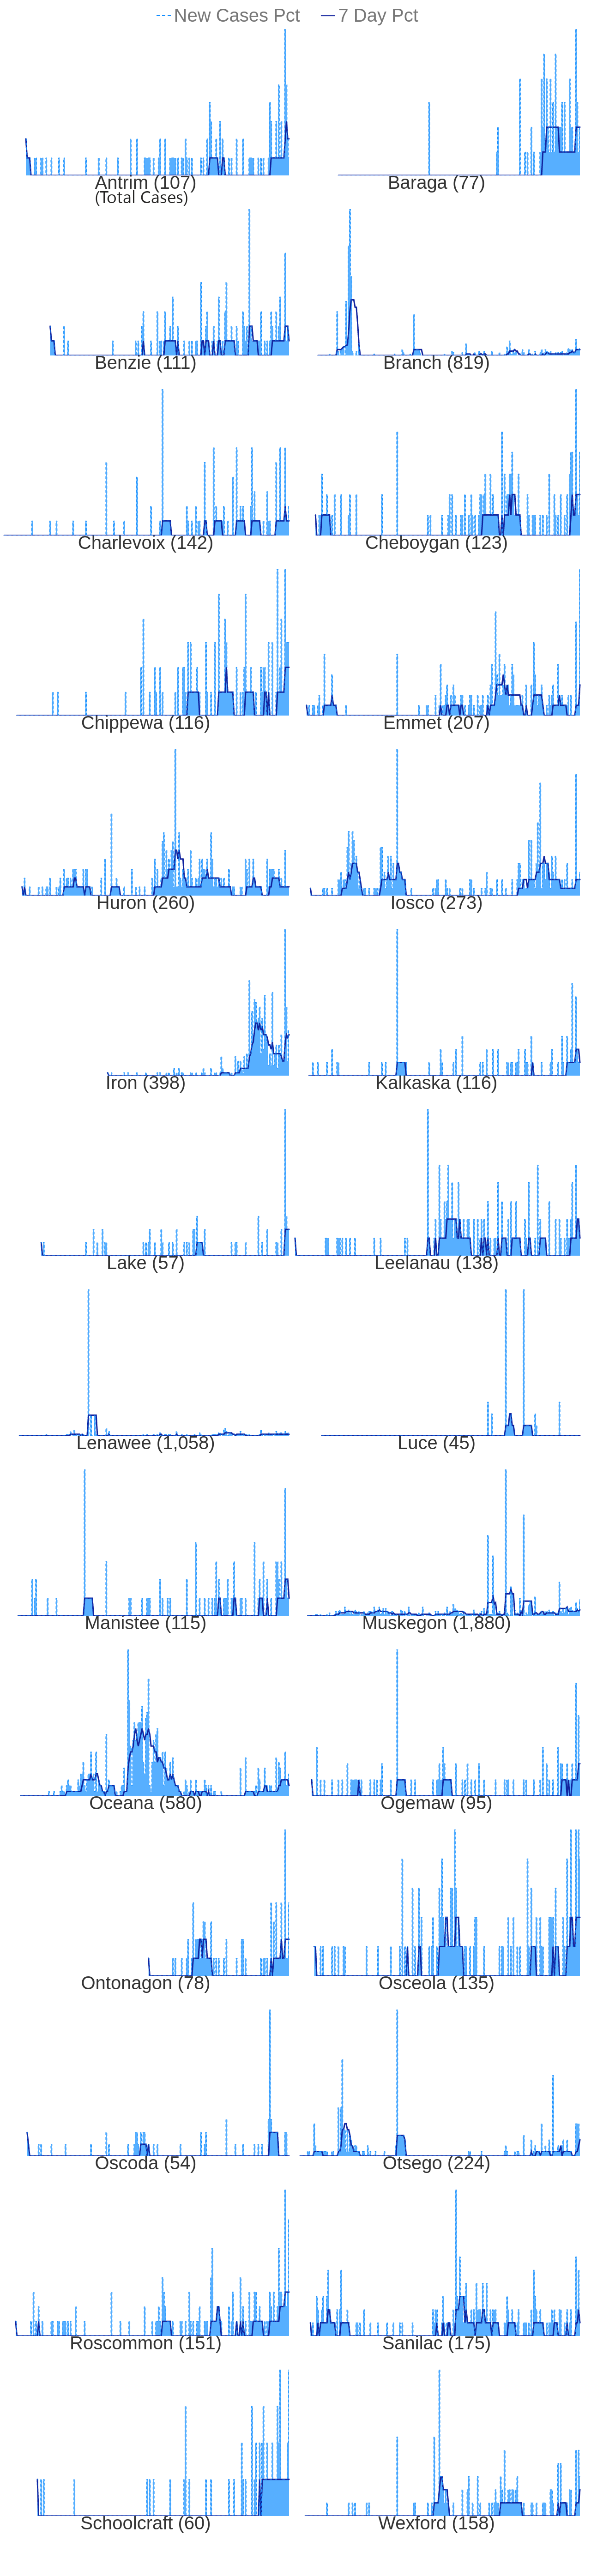 New Cases Pct 7 Day Pct
Antrim (107) Baraga (77)
(Total Cases)
Benzie (111) Branch (819)
Charlevoix (142) Cheboygan (123)
Chippewa (116) Emmet (207)
Huron (260) Iosco (273)
Iron (398) Kalkaska (116)
Lake (57) Leelanau (138)
Lenawee (1,058) Luce (45)
Manistee (115) Muskegon (1,880)
Oceana (580) Ogemaw (95)
Ontonagon (78) Osceola (135)
Oscoda (54) Otsego (224)
Roscommon (151) Sanilac (175)
Schoolcraft (60) Wexford (158)